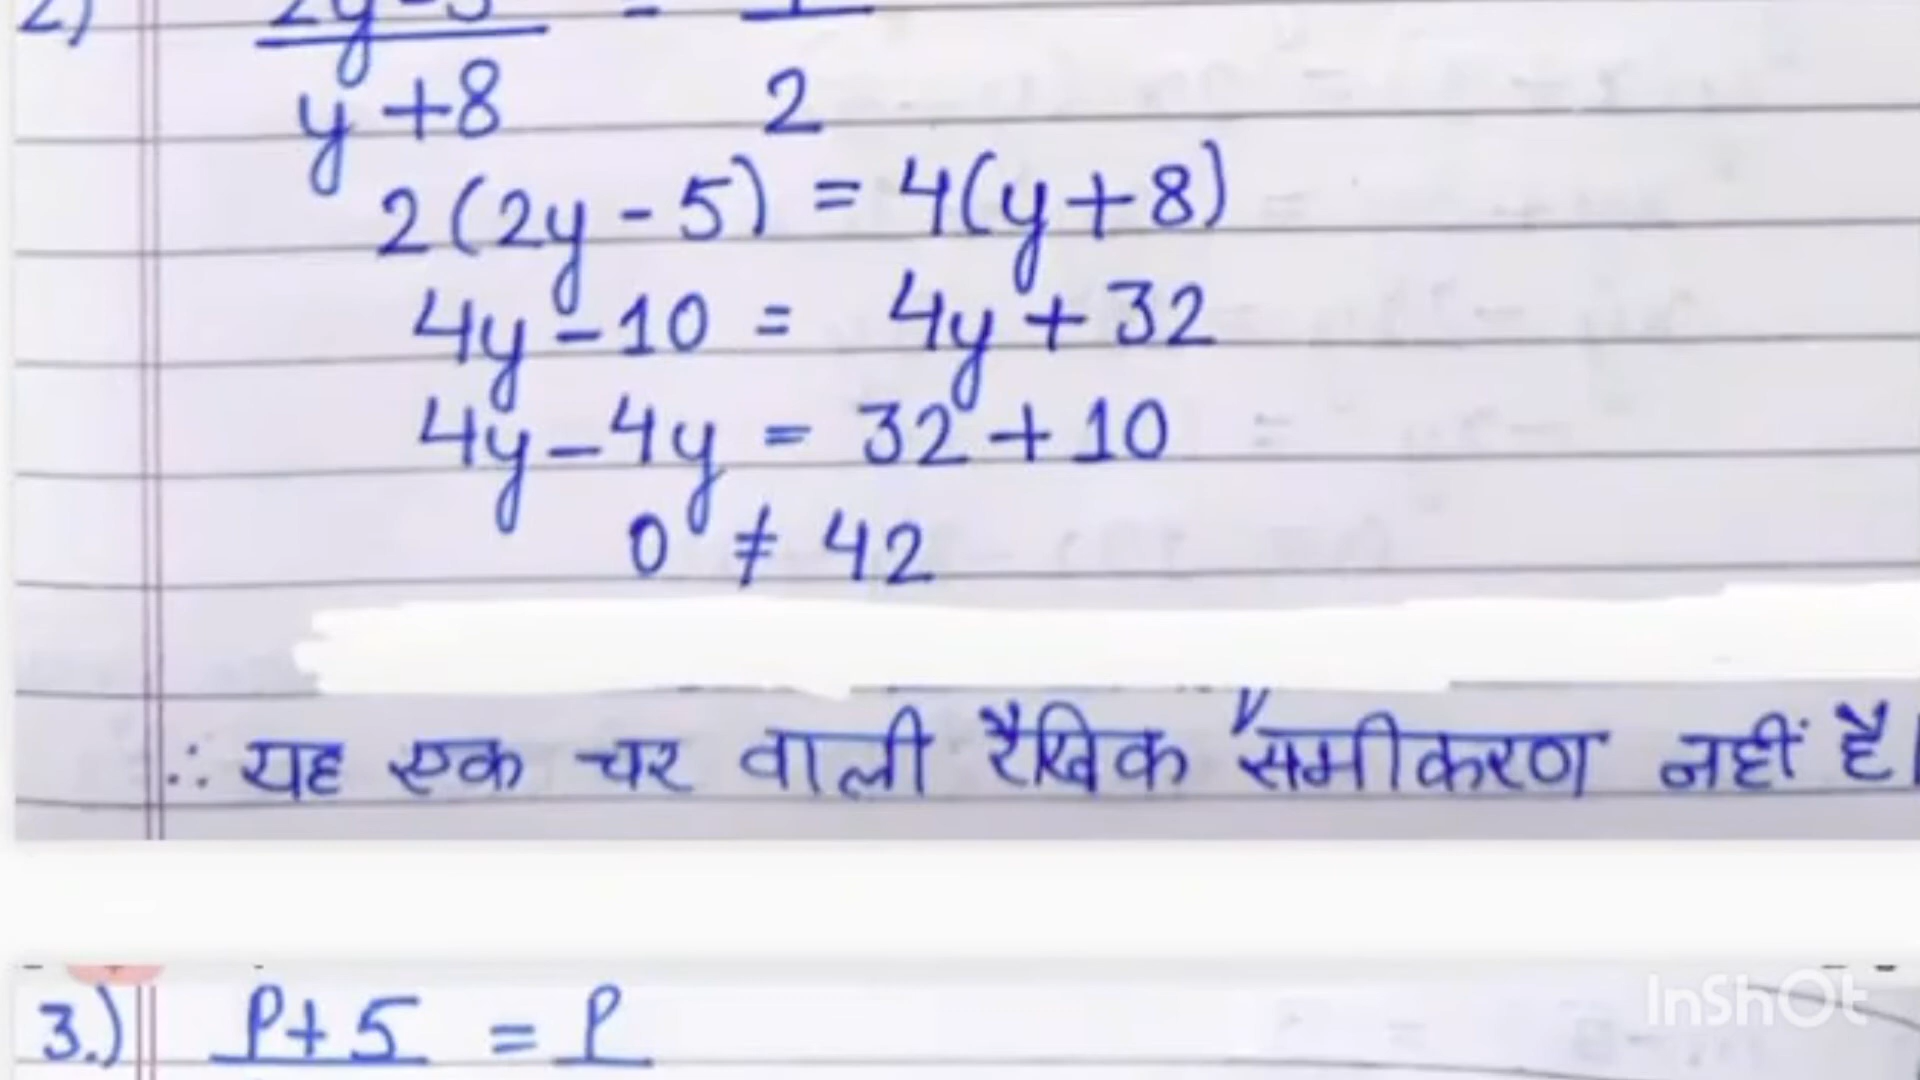 2)
y + 8 2
2(2y - 5) = 4(y + 8)
4y - 10 = 4y + 32
4y - 4y = 32 + 10
0 ≠ 42
∴ यह एक चर वाली रैखिक समीकरण नहीं है।
3.) P + 5 = P
InShOt